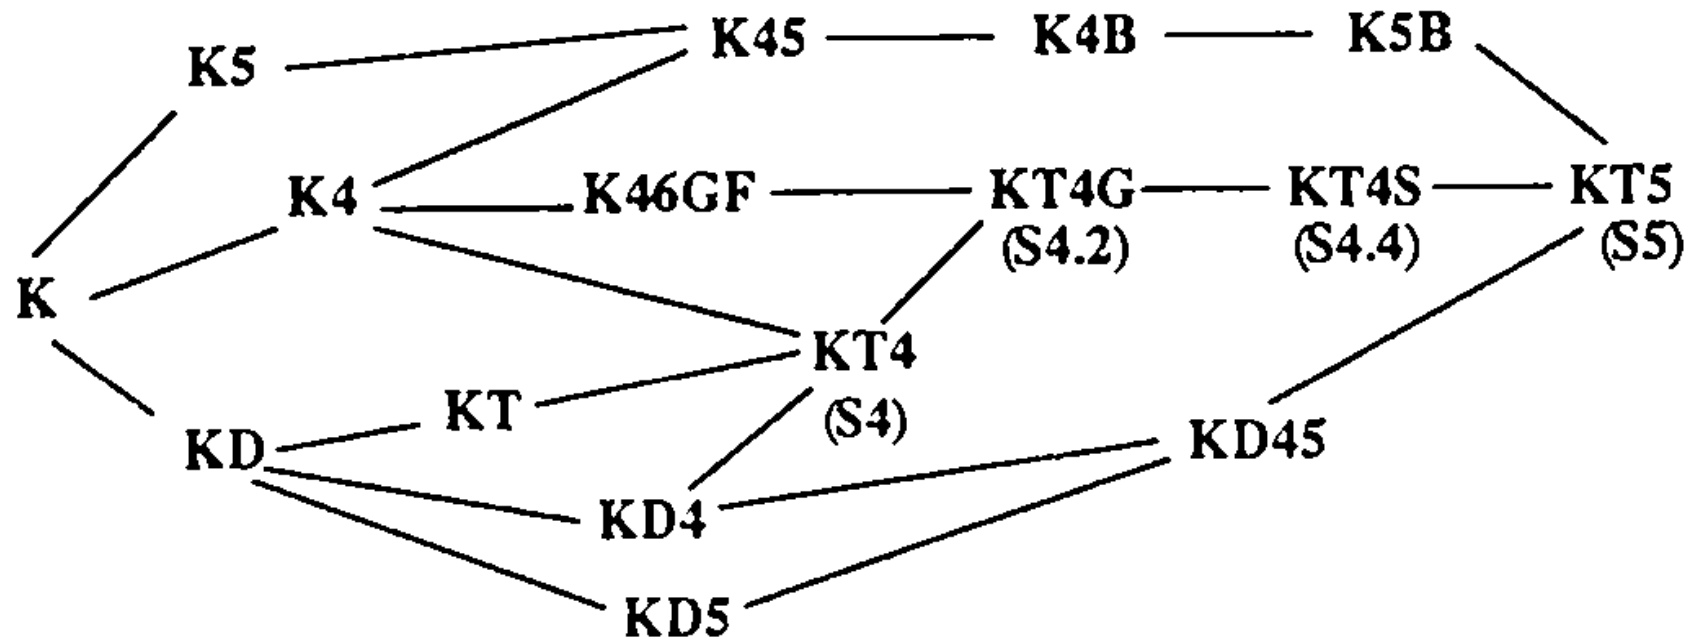 K5 K45 K4B K5B
K4 K46GF KT4G KT4S KT5
(S4.2) (S4.4) (S5)
K
KT4
KT (S4)
KD KD45
KD4
KD5